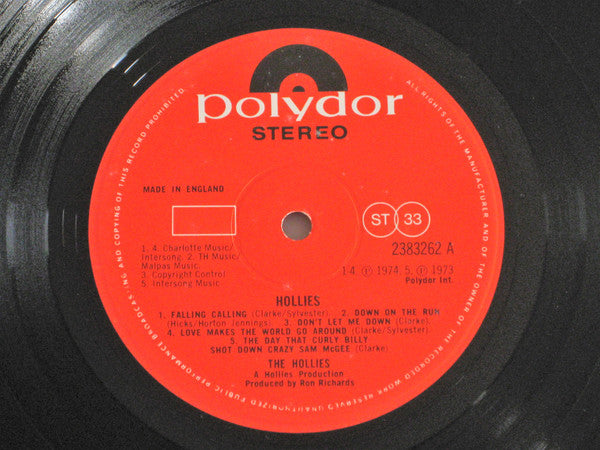 polydor
STEREO
ALL RIGHTS OF THE MANUFACTURER AND OF THE OWNER OF THE RECORDED WORK RESERVED. UNAUTHORIZED PUBLIC PERFORMANCE BROADCASTING AND COPYING OF THIS RECORD PROHIBITED.
MADE IN ENGLAND
ST 33
2383262 A
1. 4. Charlotte Music/
Intersong. 2. TH Music/
Malpas Music.
3. Copyright Control
5. Intersong Music
1-4 ℗ 1974, 5. ℗ 1973
Polydor Int.
HOLLIES
1. FALLING CALLING (Clarke/Sylvester). 2. DOWN ON THE RUN
(Hicks/Horton Jennings). 3. DON'T LET ME DOWN (Clarke).
4. LOVE MAKES THE WORLD GO AROUND (Clarke/Sylvester).
5. THE DAY THAT CURLY BILLY
SHOT DOWN CRAZY SAM McGEE (Clarke)
THE HOLLIES
A Hollies Production
Produced by Ron Richards